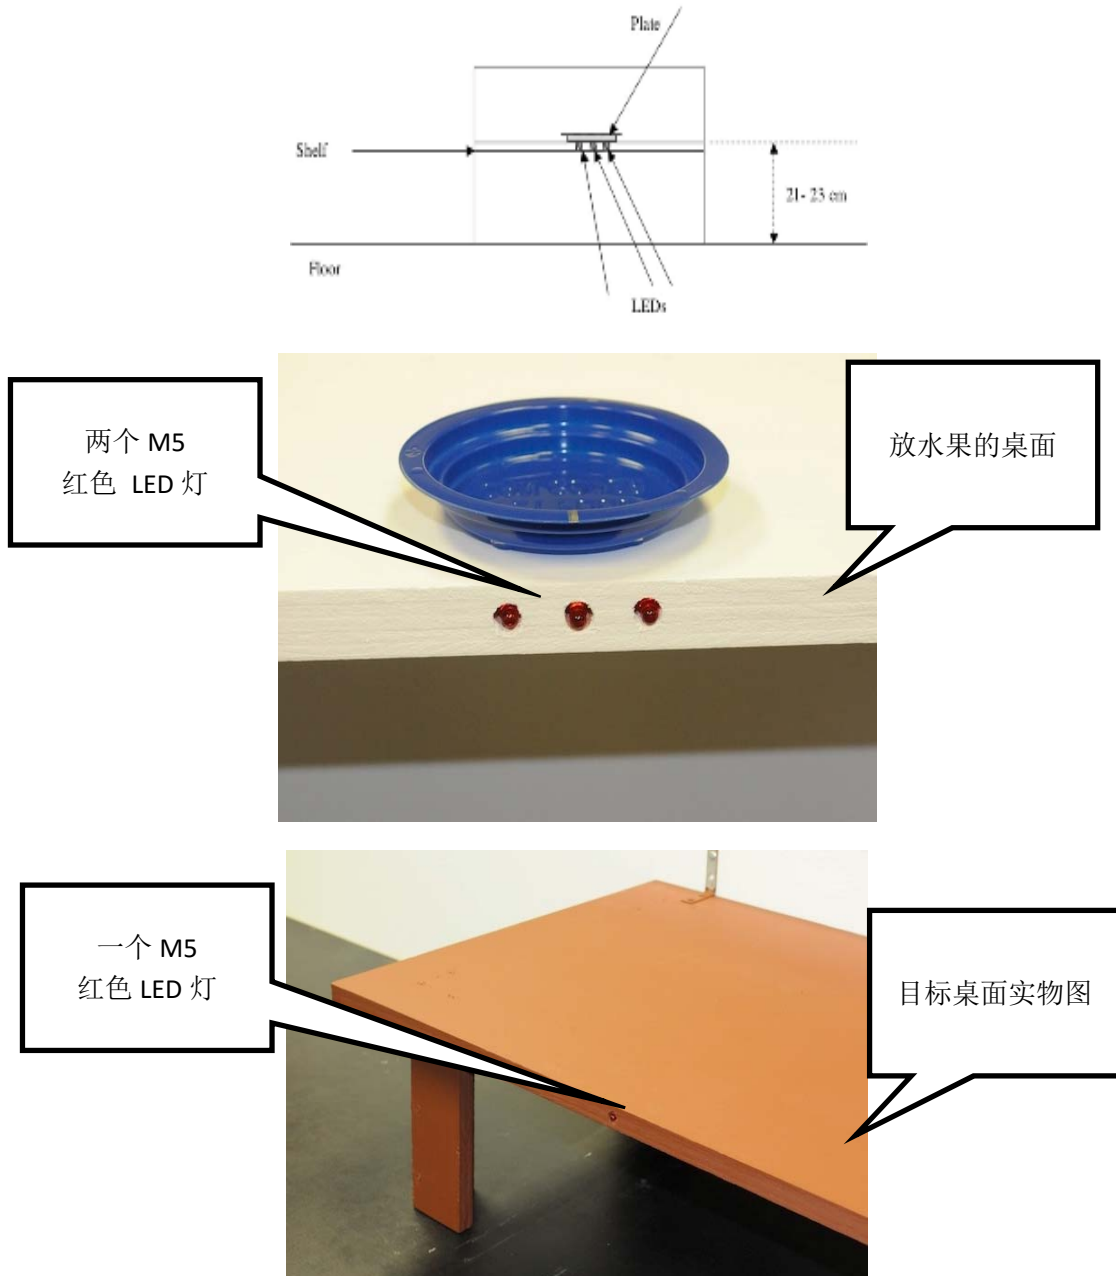 Plate
Shelf
21- 23 cm
Floor
LEDs
两个 M5
红色 LED 灯
放水果的桌面
一个 M5
红色 LED 灯
目标桌面实物图